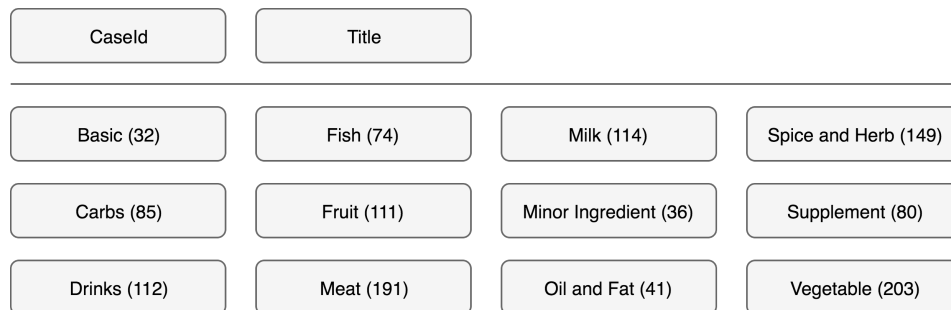 CaseId
Title
Basic (32)
Fish (74)
Milk (114)
Spice and Herb (149)
Carbs (85)
Fruit (111)
Minor Ingredient (36)
Supplement (80)
Drinks (112)
Meat (191)
Oil and Fat (41)
Vegetable (203)